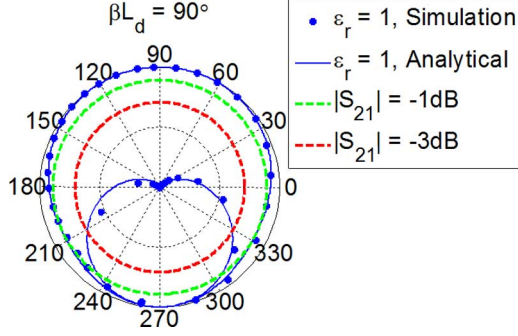 βL_d = 90°
90
120
60
150
30
180
0
210
330
240
300
270
ε_r = 1, Simulation
ε_r = 1, Analytical
|S_21| = -1dB
|S_21| = -3dB